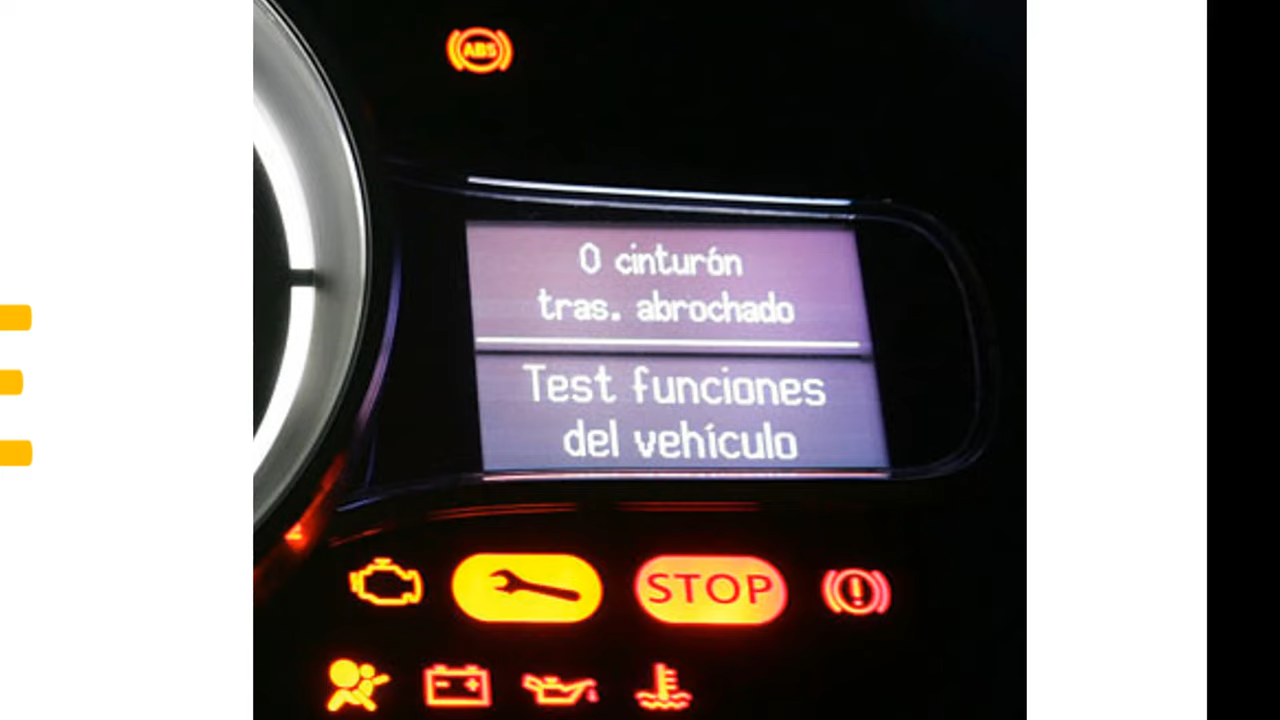 ABS
0 cinturón
tras. abrochado
Test funciones
del vehículo
STOP